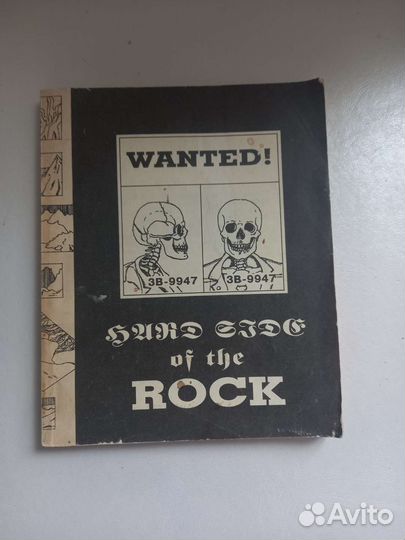 WANTED!
3B-9947
3B-9947
HARD SIDE
of the
ROCK
Avito